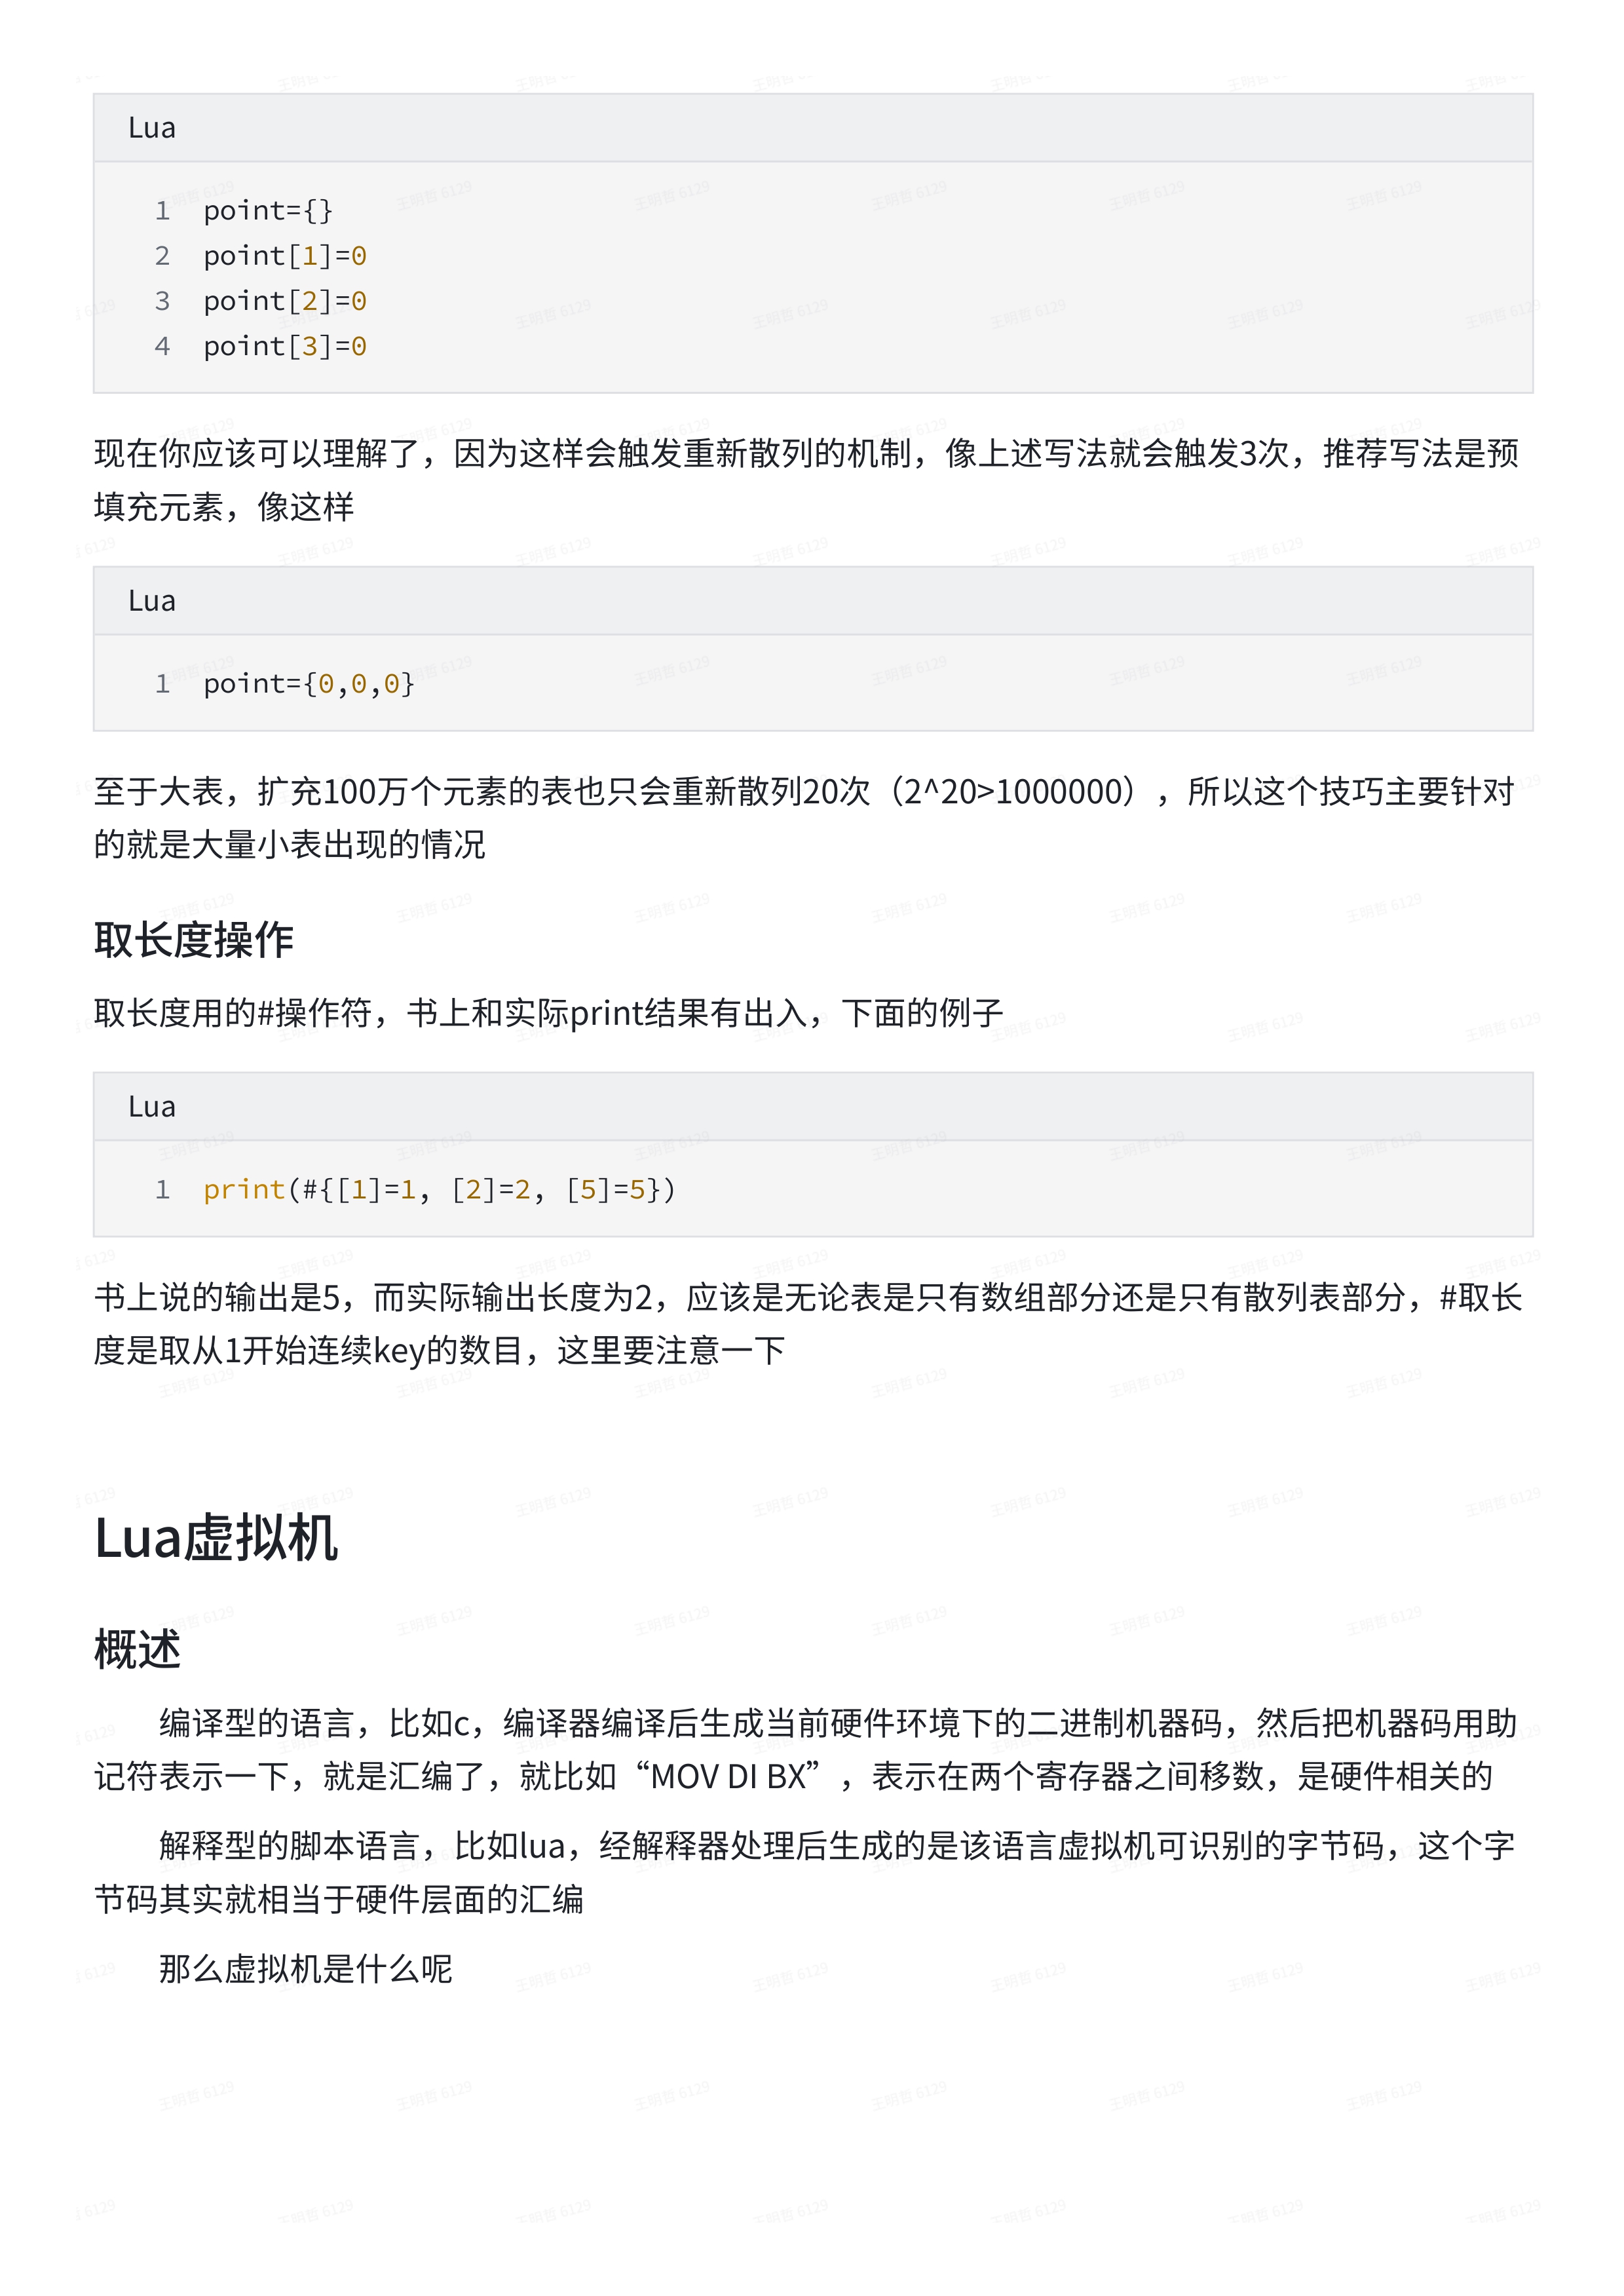 Lua
1 point={}
2 point[1]=0
3 point[2]=0
4 point[3]=0
现在你应该可以理解了，因为这样会触发重新散列的机制，像上述写法就会触发3次，推荐写法是预
填充元素，像这样
Lua
1 point={0,0,0}
至于大表，扩充100万个元素的表也只会重新散列20次（2^20>1000000），所以这个技巧主要针对
的就是大量小表出现的情况
取长度操作
取长度用的#操作符，书上和实际print结果有出入，下面的例子
Lua
1 print(#{[1]=1, [2]=2, [5]=5})
书上说的输出是5，而实际输出长度为2，应该是无论表是只有数组部分还是只有散列表部分，#取长
度是取从1开始连续key的数目，这里要注意一下
Lua虚拟机
概述
编译型的语言，比如c，编译器编译后生成当前硬件环境下的二进制机器码，然后把机器码用助
记符表示一下，就是汇编了，就比如“MOV DI BX”，表示在两个寄存器之间移数，是硬件相关的
解释型的脚本语言，比如lua，经解释器处理后生成的是该语言虚拟机可识别的字节码，这个字
节码其实就相当于硬件层面的汇编
那么虚拟机是什么呢
王明哲 6129